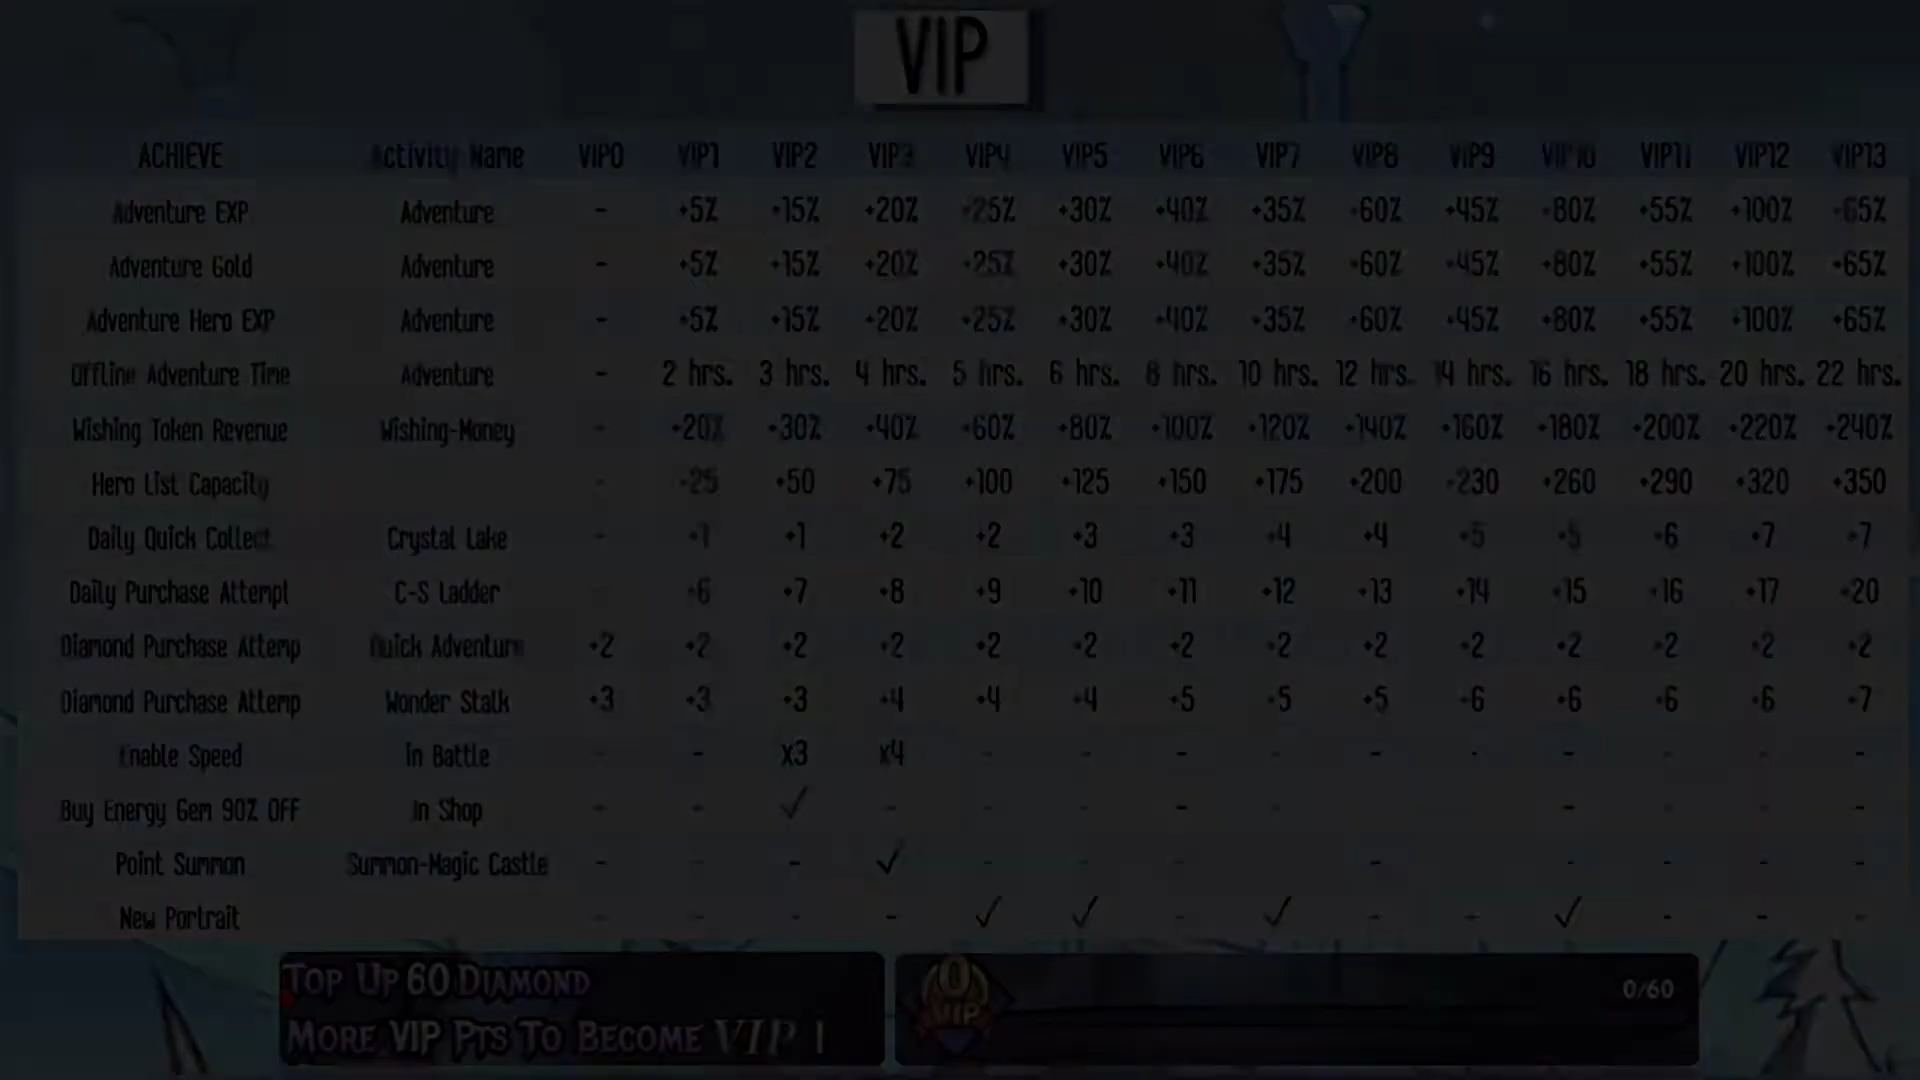 VIP
ACHIEVE Activity Name VIP0 VIP1 VIP2 VIP3 VIP4 VIP5 VIP6 VIP7 VIP8 VIP9 VIP10 VIP11 VIP12 VIP13
Adventure EXP Adventure - +5% +15% +20% +25% +30% +40% +35% +60% +45% +80% +55% +100% +65%
Adventure Gold Adventure - +5% +15% +20% +25% +30% +40% +35% +60% +45% +80% +55% +100% +65%
Adventure Hero EXP Adventure - +5% +15% +20% +25% +30% +40% +35% +60% +45% +80% +55% +100% +65%
Offline Adventure Time Adventure - 2 hrs. 3 hrs. 4 hrs. 5 hrs. 6 hrs. 8 hrs. 10 hrs. 12 hrs. 14 hrs. 16 hrs. 18 hrs. 20 hrs. 22 hrs.
Wishing Token Revenue Wishing-Money - +20% +30% +40% +60% +80% +100% +120% +140% +160% +180% +200% +220% +240%
Hero List Capacity - +25 +50 +75 +100 +125 +150 +175 +200 +230 +260 +290 +320 +350
Daily Quick Collect Crystal Lake - +1 +1 +2 +2 +3 +3 +4 +4 +5 +5 +6 +7 +7
Daily Purchase Attempt C-S Ladder - +6 +7 +8 +9 +10 +11 +12 +13 +14 +15 +16 +17 +20
Diamond Purchase Attemp Quick Adventure +2 +2 +2 +2 +2 +2 +2 +2 +2 +2 +2 +2 +2 +2
Diamond Purchase Attemp Wonder Stalk +3 +3 +3 +4 +4 +4 +5 +5 +5 +6 +6 +6 +6 +7
Enable Speed in Battle - - x3 x4 - - - - - - - - - -
Buy Energy Gem 90% OFF In Shop - - ✓ - - - - - - - - - - -
Point Summon Summon-Magic Castle - - - ✓ - - - - - - - - - -
New Portrait - - - - ✓ ✓ - ✓ - - ✓ - - -
TOP UP 60 DIAMOND
MORE VIP PTS TO BECOME VIP 1
0 VIP
0/60